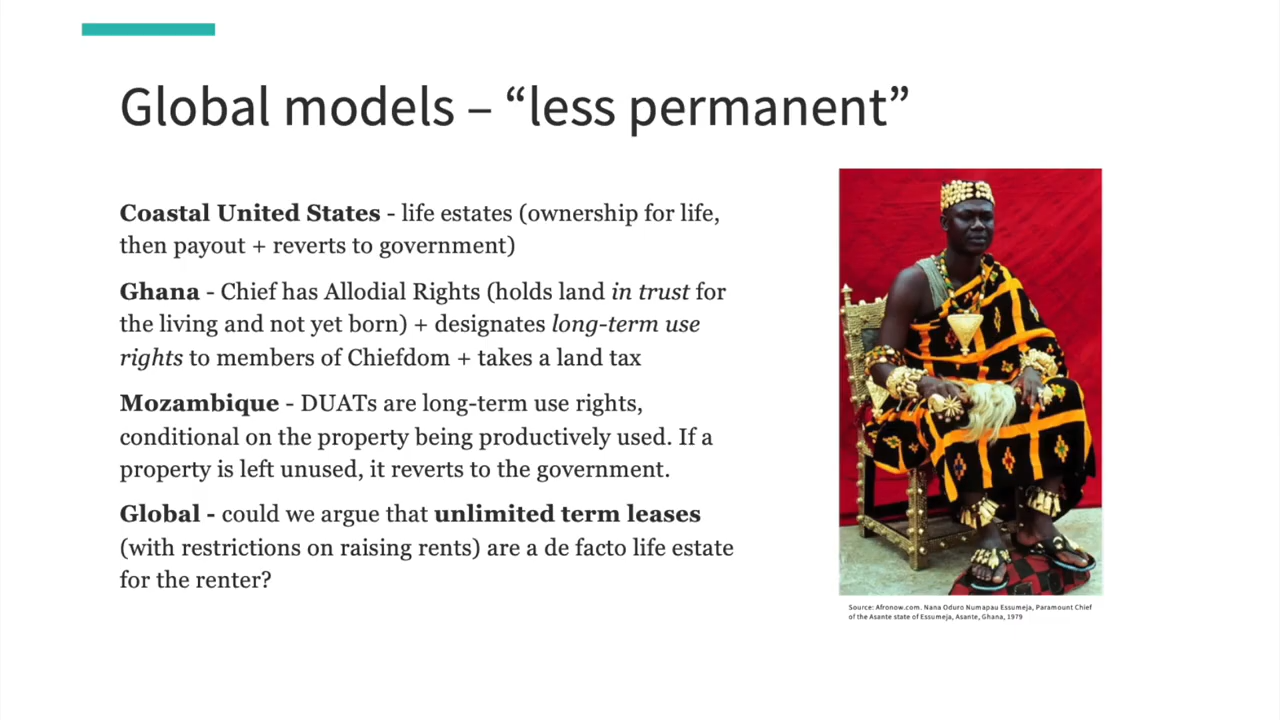 Global models – “less permanent”
Coastal United States - life estates (ownership for life,
then payout + reverts to government)
Ghana - Chief has Allodial Rights (holds land in trust for
the living and not yet born) + designates long-term use
rights to members of Chiefdom + takes a land tax
Mozambique - DUATs are long-term use rights,
conditional on the property being productively used. If a
property is left unused, it reverts to the government.
Global - could we argue that unlimited term leases
(with restrictions on raising rents) are a de facto life estate
for the renter?
Source: Afronow.com. Nana Oduro Numapau Essumeja, Paramount Chief
of the Asante state of Essumeja, Asante, Ghana, 1979